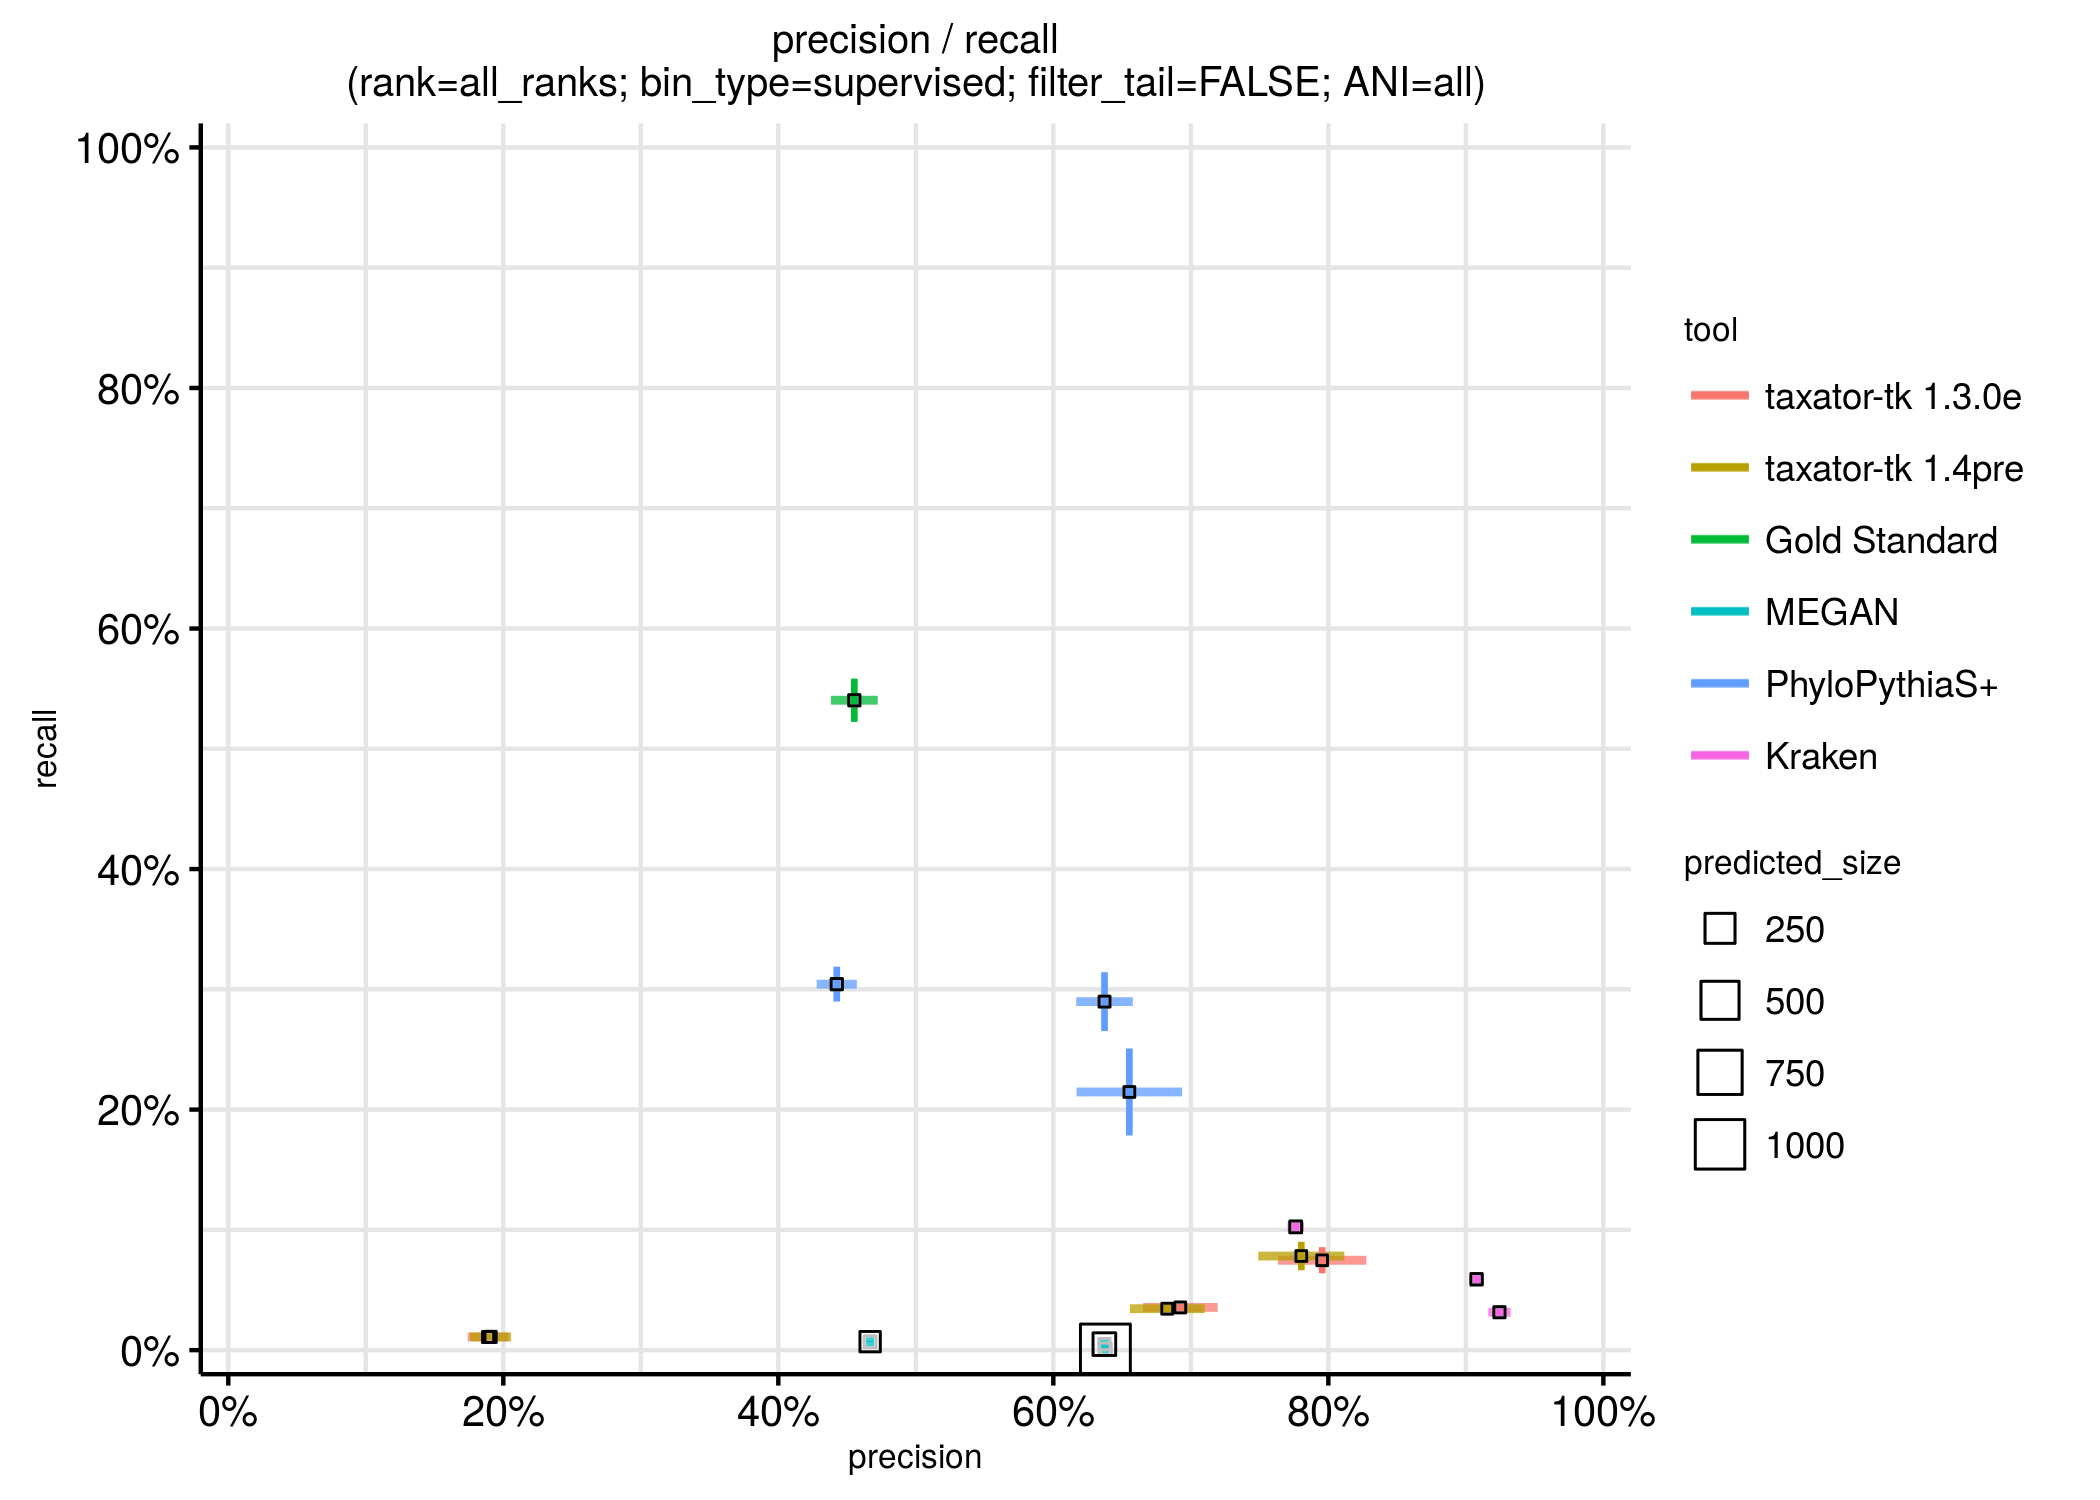 precision / recall
(rank=all_ranks; bin_type=supervised; filter_tail=FALSE; ANI=all)
100%
80%
60%
40%
20%
0%
recall
0%
20%
40%
60%
80%
100%
precision
tool
taxator-tk 1.3.0e
taxator-tk 1.4pre
Gold Standard
MEGAN
PhyloPythiaS+
Kraken
predicted_size
250
500
750
1000